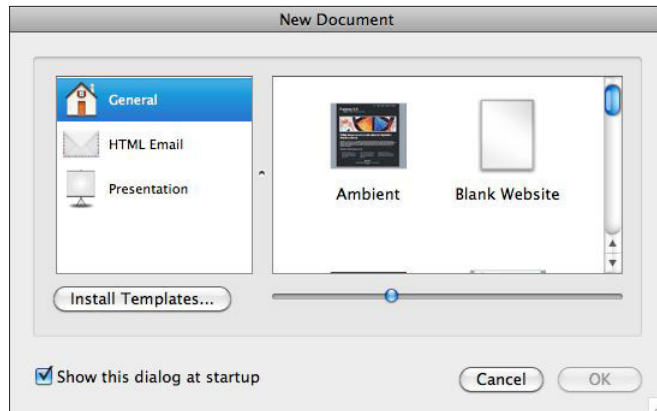 New Document
General
HTML Email
Presentation
Ambient
Blank Website
Install Templates...
Show this dialog at startup
Cancel
OK